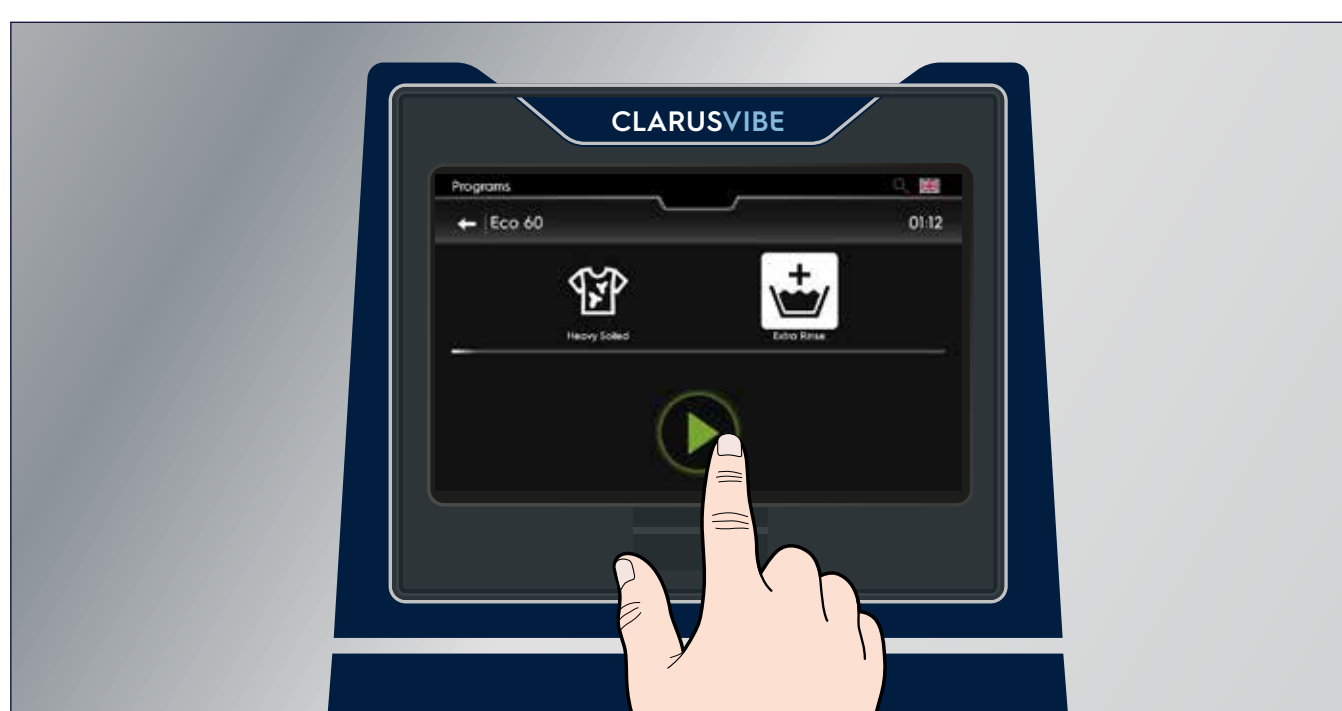 CLARUSVIBE
Programs
Eco 60
01:12
Heavy Soiled
Extra Rinse